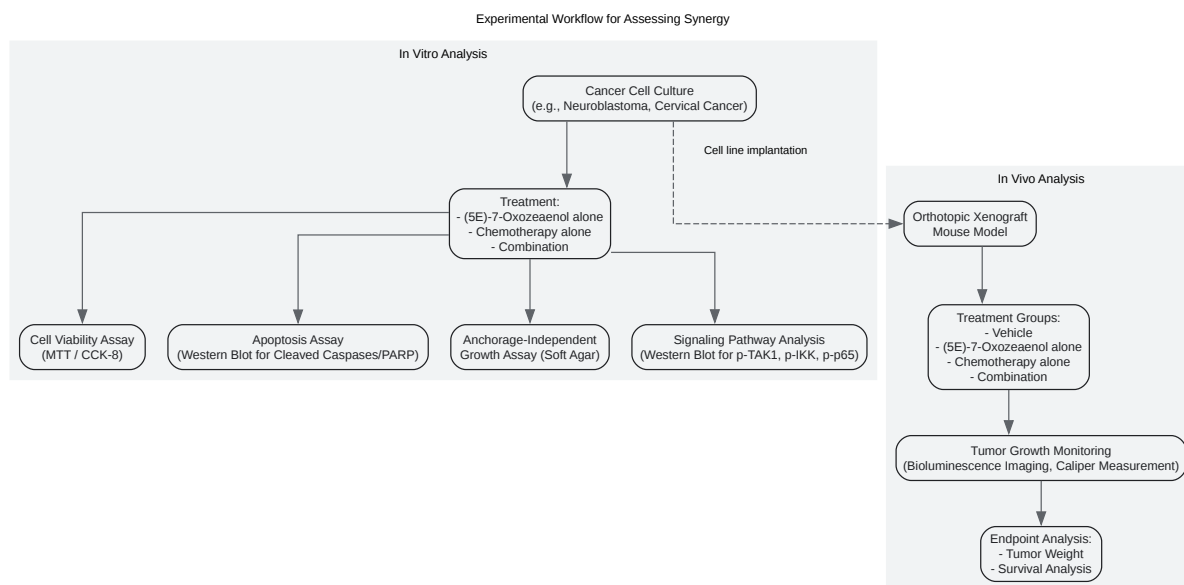 Experimental Workflow for Assessing Synergy
In Vitro Analysis
Cancer Cell Culture
(e.g., Neuroblastoma, Cervical Cancer)
Cell line implantation
Treatment:
- (5E)-7-Oxozeaenol alone
- Chemotherapy alone
- Combination
Cell Viability Assay
(MTT / CCK-8)
Apoptosis Assay
(Western Blot for Cleaved Caspases/PARP)
Anchorage-Independent
Growth Assay (Soft Agar)
Signaling Pathway Analysis
(Western Blot for p-TAK1, p-IKK, p-p65)
In Vivo Analysis
Orthotopic Xenograft
Mouse Model
Treatment Groups:
- Vehicle
- (5E)-7-Oxozeaenol alone
- Chemotherapy alone
- Combination
Tumor Growth Monitoring
(Bioluminescence Imaging, Caliper Measurement)
Endpoint Analysis:
- Tumor Weight
- Survival Analysis